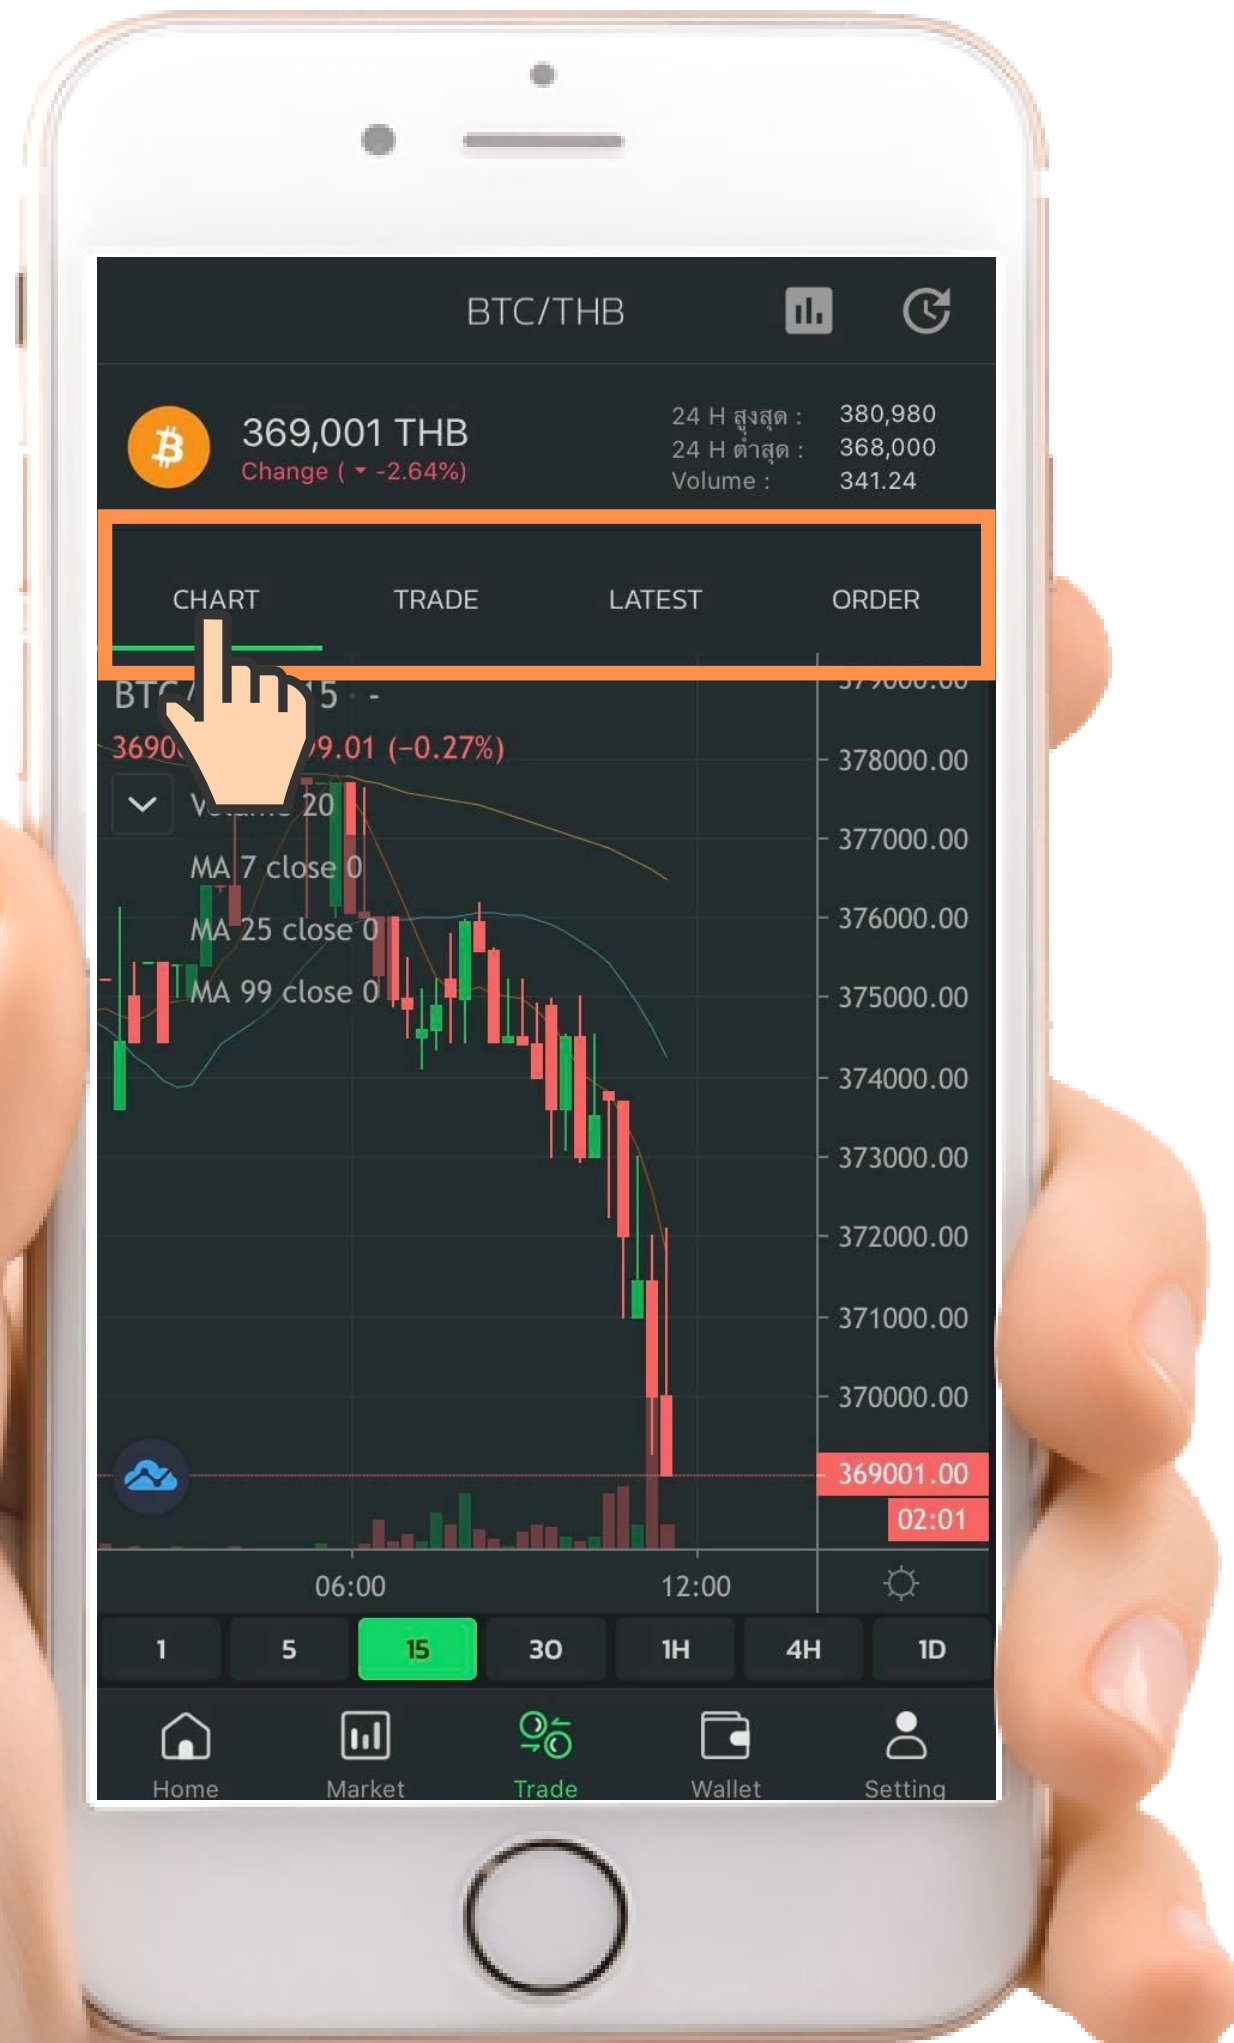 BTC/THB
369,001 THB
Change ( -2.64%)
24 H สูงสุด : 380,980
24 H ต่ำสุด : 368,000
Volume : 341.24
CHART TRADE LATEST ORDER
15 · -
(−0.27%)
20
MA 7 close 0
MA 25 close 0
MA 99 close 0
379000.00
378000.00
377000.00
376000.00
375000.00
374000.00
373000.00
372000.00
371000.00
370000.00
369001.00
02:01
06:00 12:00
1 5 15 30 1H 4H 1D
Home Market Trade Wallet Setting